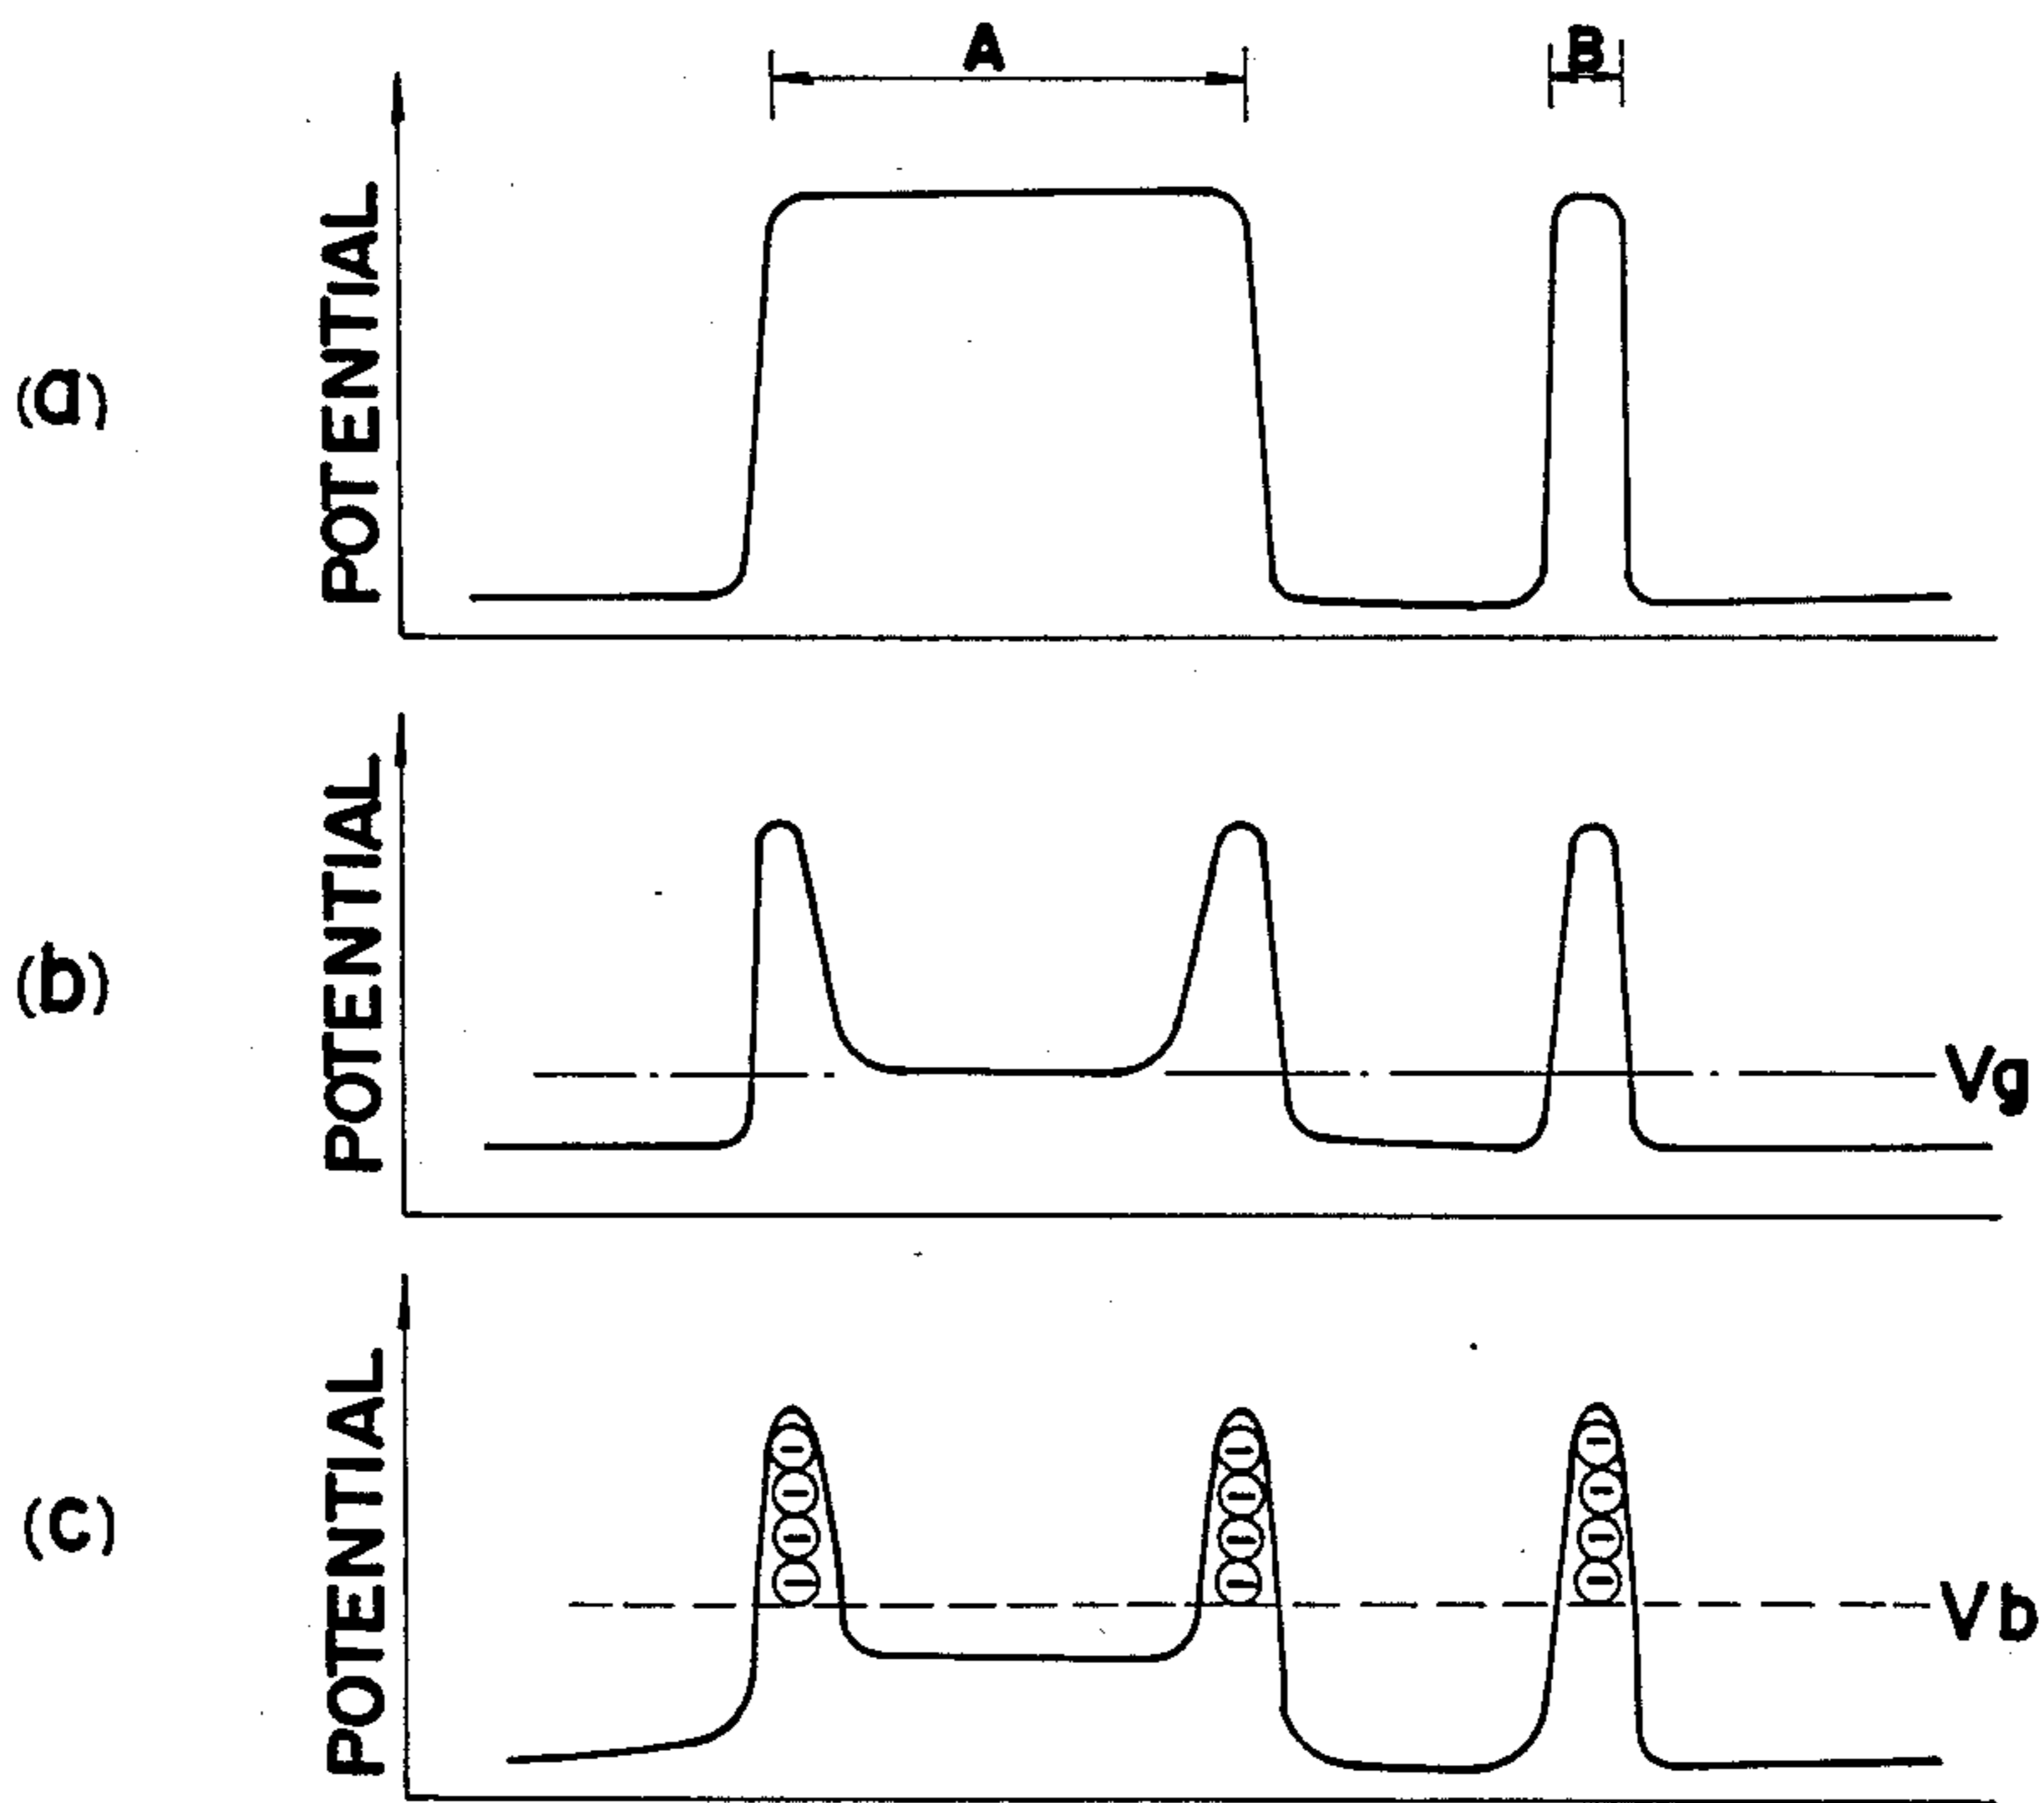 A
B
(a)
POTENTIAL
(b)
POTENTIAL
Vg
(c)
POTENTIAL
Vb